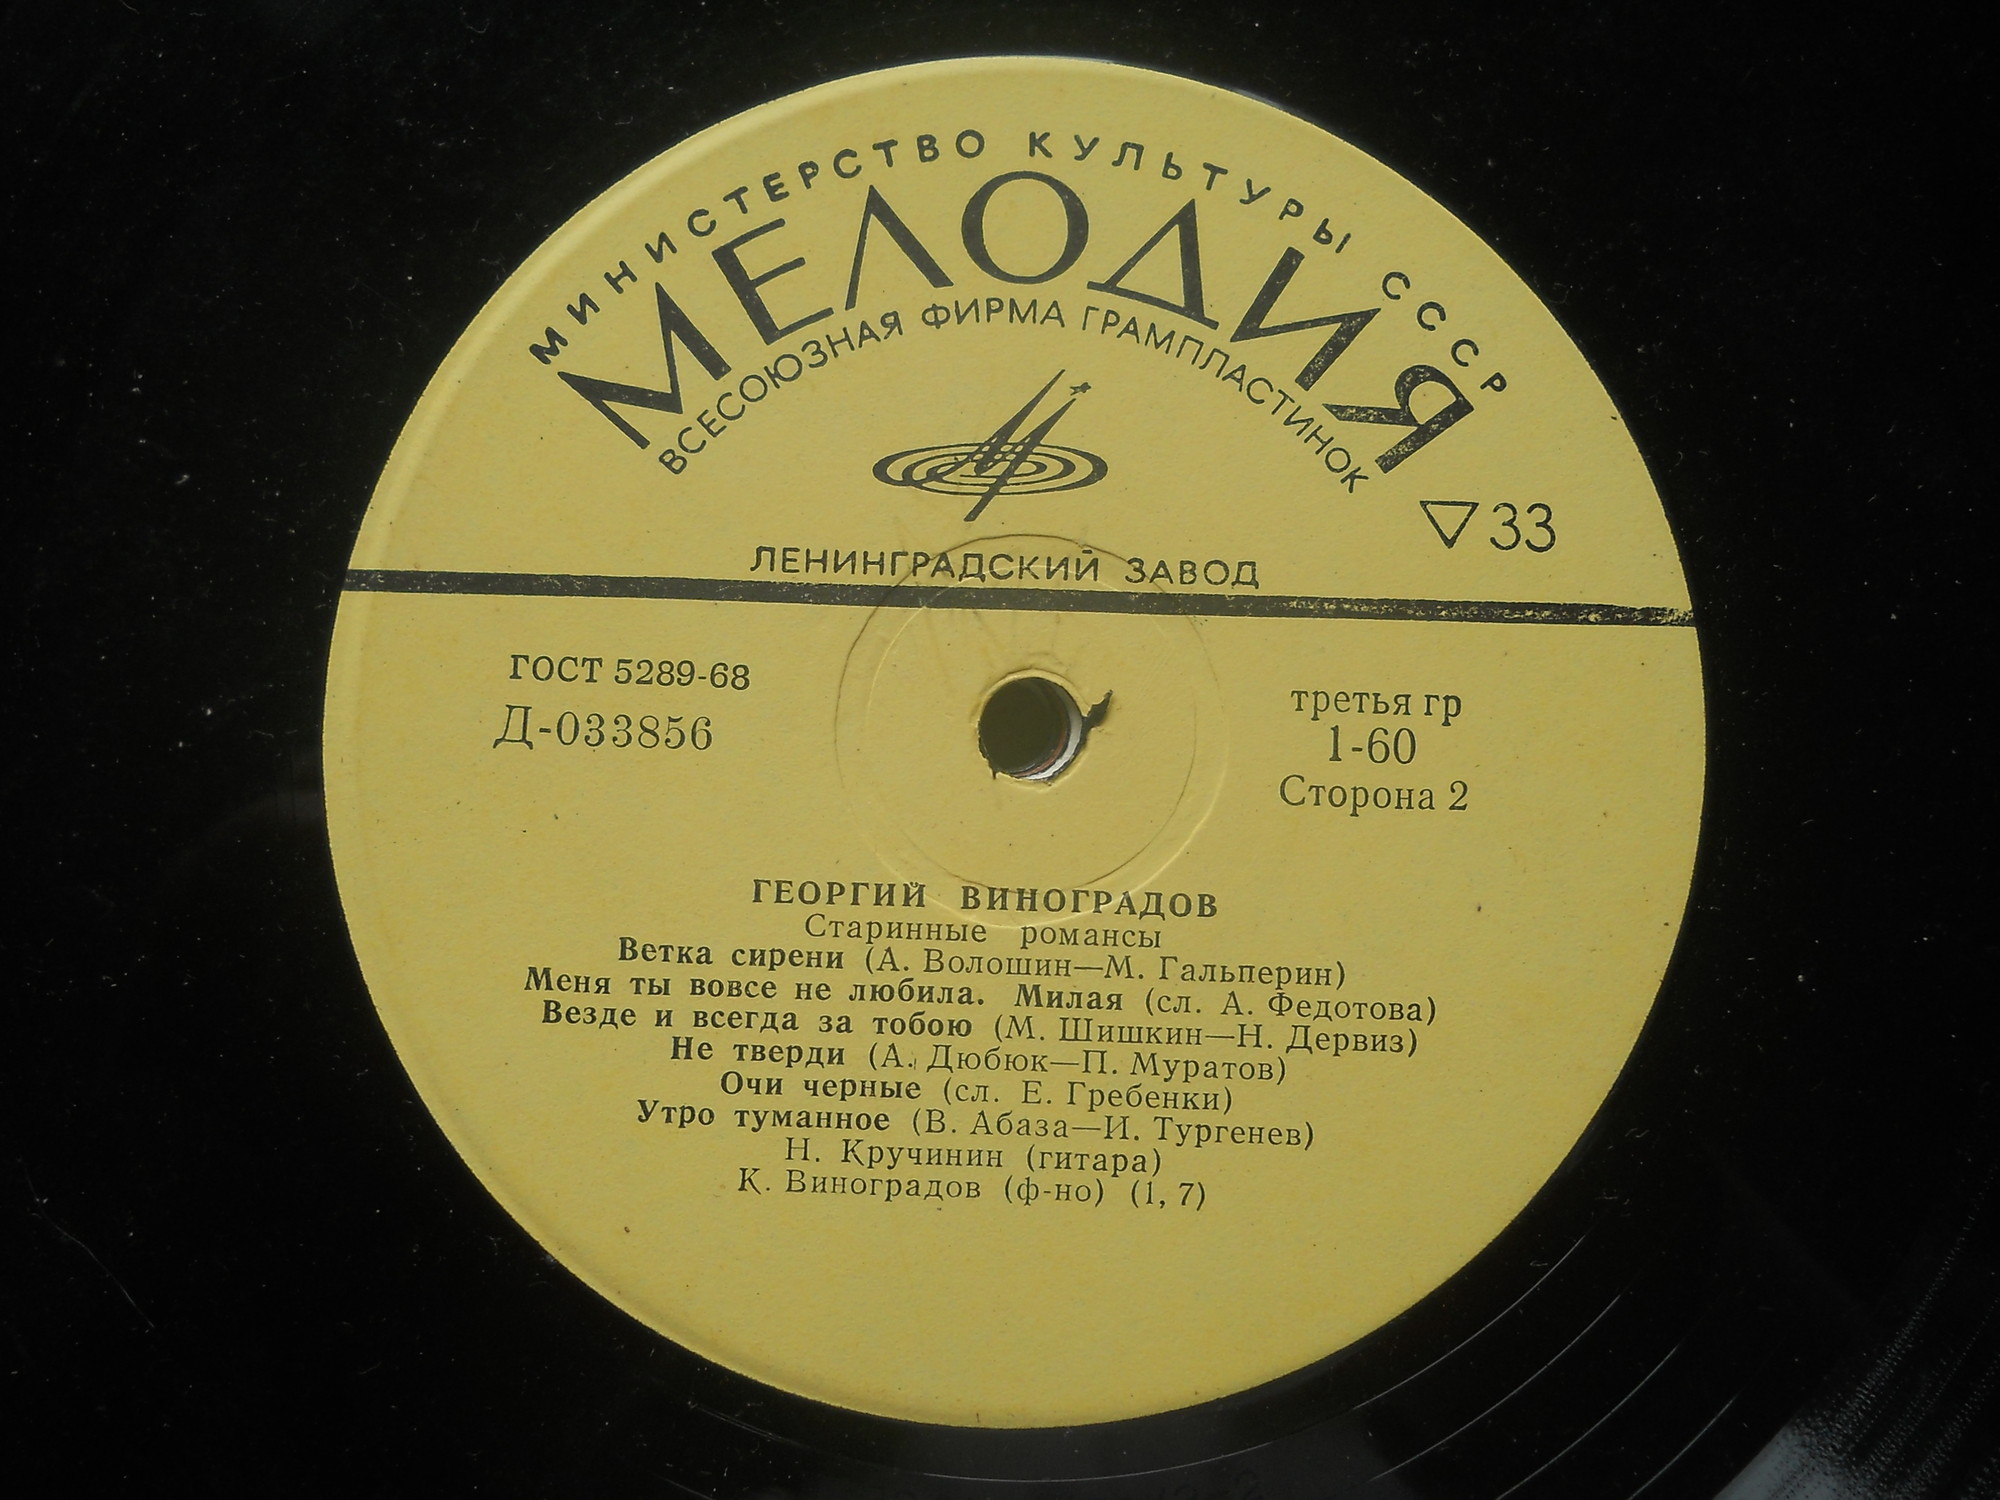 МИНИСТЕРСТВО КУЛЬТУРЫ СССР
МЕЛОДИЯ
ВСЕСОЮЗНАЯ ФИРМА ГРАМПЛАСТИНОК
▽33
ЛЕНИНГРАДСКИЙ ЗАВОД
ГОСТ 5289-68
Д-033856
третья гр
1-60
Сторона 2
ГЕОРГИЙ ВИНОГРАДОВ
Старинные романсы
Ветка сирени (А. Волошин—М. Гальперин)
Меня ты вовсе не любила. Милая (сл. А. Федотова)
Везде и всегда за тобою (М. Шишкин—Н. Дервиз)
Не тверди (А. Дюбюк—П. Муратов)
Очи черные (сл. Е. Гребенки)
Утро туманное (В. Абаза—И. Тургенев)
Н. Кручинин (гитара)
К. Виноградов (ф-но) (1, 7)